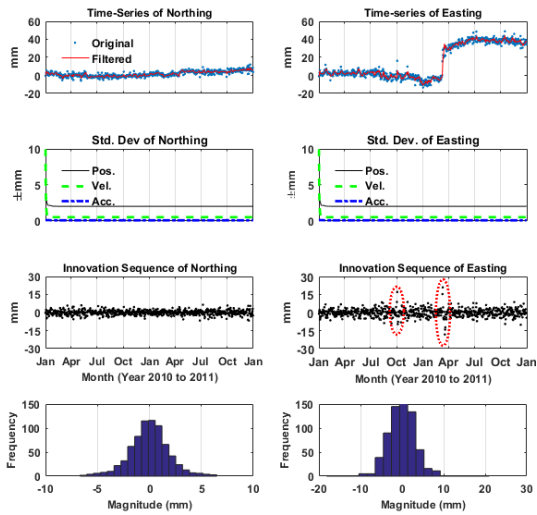 Time-Series of Northing
Time-series of Easting
60
40
20
0
-20
mm
Original
Filtered
60
40
20
0
-20
mm
Std. Dev of Northing
Std. Dev. of Easting
10
5
0
±mm
Pos.
Vel.
Acc.
10
5
0
±mm
Pos.
Vel.
Acc.
Innovation Sequence of Northing
Innovation Sequence of Easting
30
15
0
-15
-30
mm
30
15
0
-15
-30
mm
Jan Apr Jul Oct Jan Apr Jul Oct Jan
Jan Apr Jul Oct Jan Apr Jul Oct Jan
Month (Year 2010 to 2011)
Month (Year 2010 to 2011)
150
100
50
0
Frequency
150
100
50
0
Frequency
-10 -5 0 5 10
-20 -10 0 10 20 30
Magnitude (mm)
Magnitude (mm)